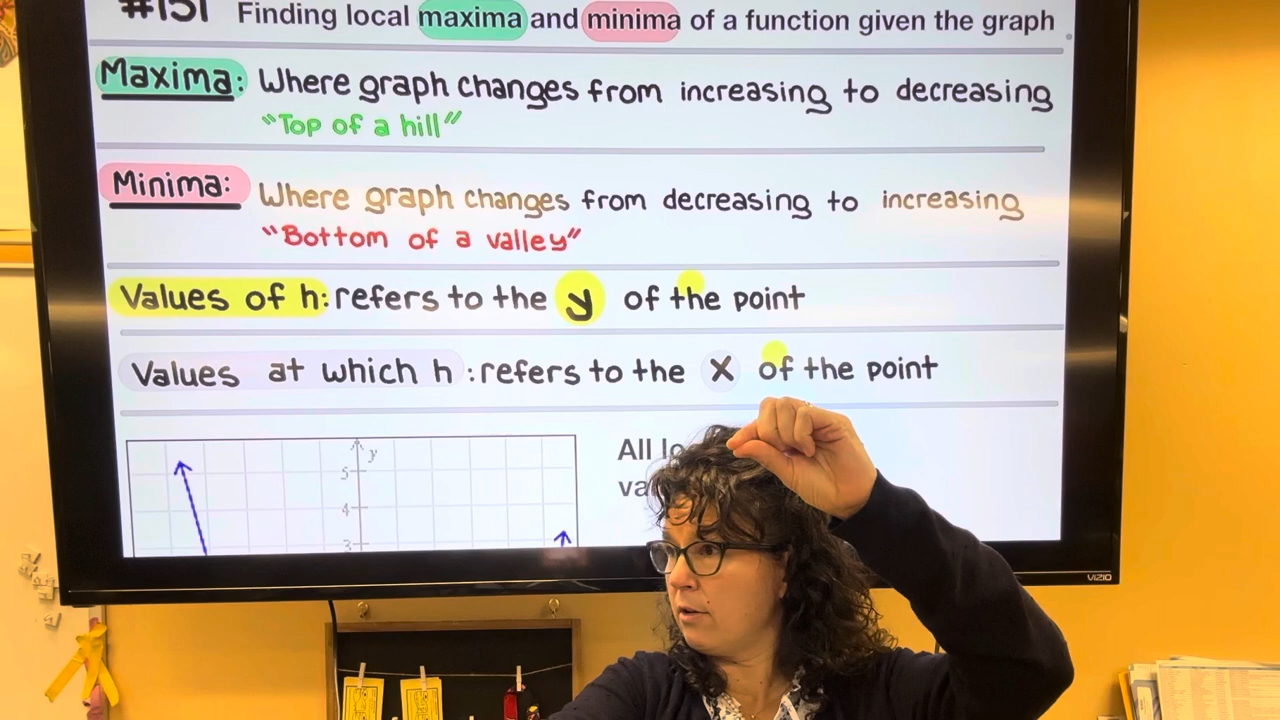 #151 Finding local maxima and minima of a function given the graph
Maxima: Where graph changes from increasing to decreasing
"Top of a hill"
Minima: Where graph changes from decreasing to increasing
"Bottom of a valley"
Values of h: refers to the y of the point
Values at which h: refers to the x of the point
y
5
4
3
All
VIZIO